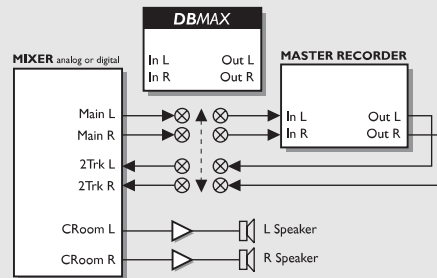 DBMAX
In L Out L
In R Out R
MIXER analog or digital
MASTER RECORDER
Main L
Main R
2Trk L
2Trk R
CRoom L
CRoom R
In L Out L
In R Out R
L Speaker
R Speaker